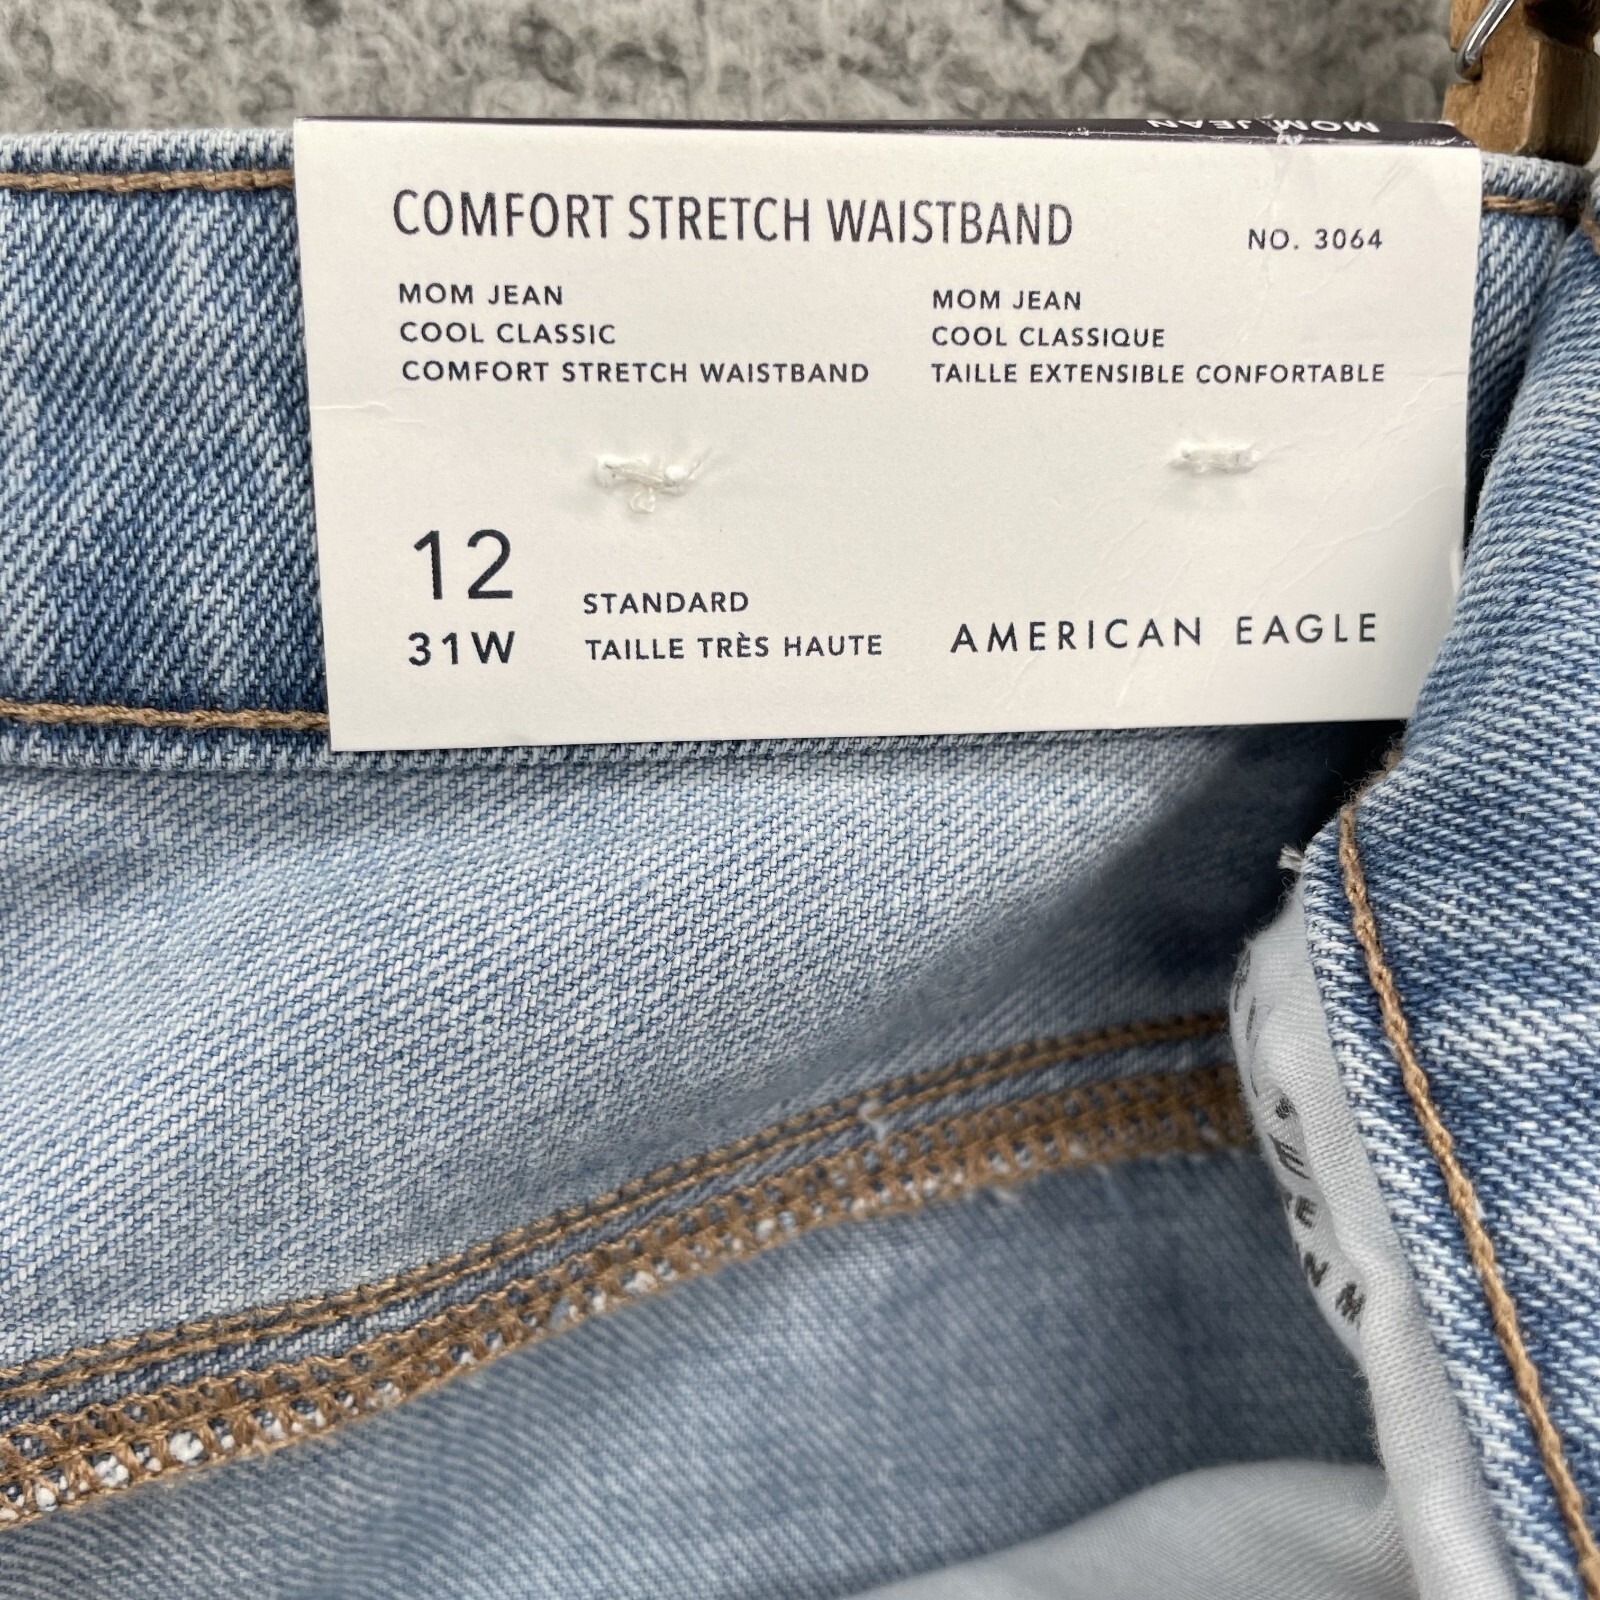 MOM JEAN
COMFORT STRETCH WAISTBAND
NO. 3064
MOM JEAN
COOL CLASSIC
COMFORT STRETCH WAISTBAND
MOM JEAN
COOL CLASSIQUE
TAILLE EXTENSIBLE CONFORTABLE
12
31W
STANDARD
TAILLE TRÈS HAUTE
AMERICAN EAGLE